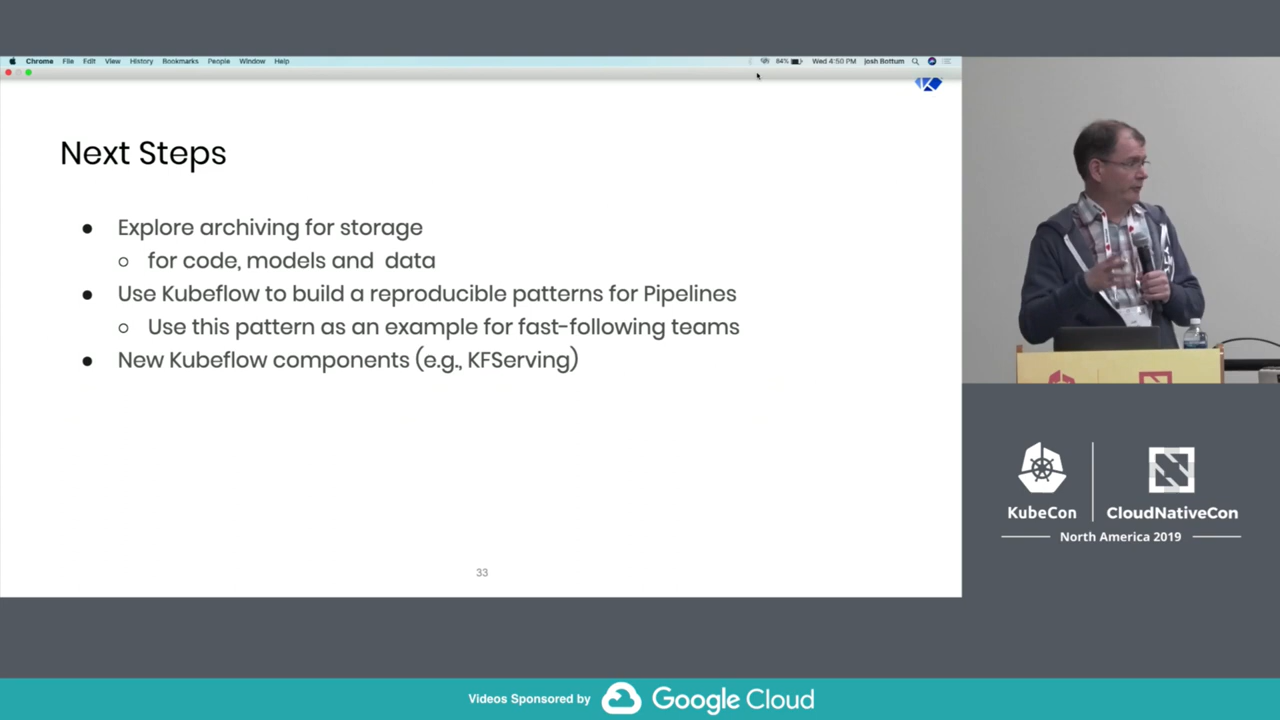 Chrome File Edit View History Bookmarks People Window Help
84% Wed 4:50 PM Josh Bottum
Next Steps
● Explore archiving for storage
○ for code, models and data
● Use Kubeflow to build a reproducible patterns for Pipelines
○ Use this pattern as an example for fast-following teams
● New Kubeflow components (e.g., KFServing)
33
KubeCon
CloudNativeCon
North America 2019
Videos Sponsored by Google Cloud